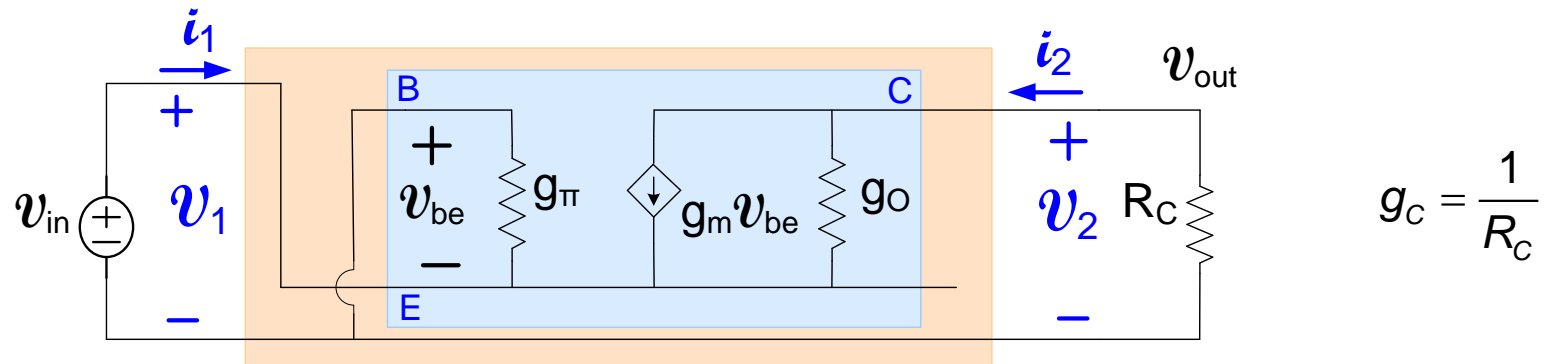 i1
i2
vout
B
C
+
+
+
vin
+
−
v1
vbe
gπ
gmvbe
gO
v2
RC
gC = 1/RC
−
E
−
−